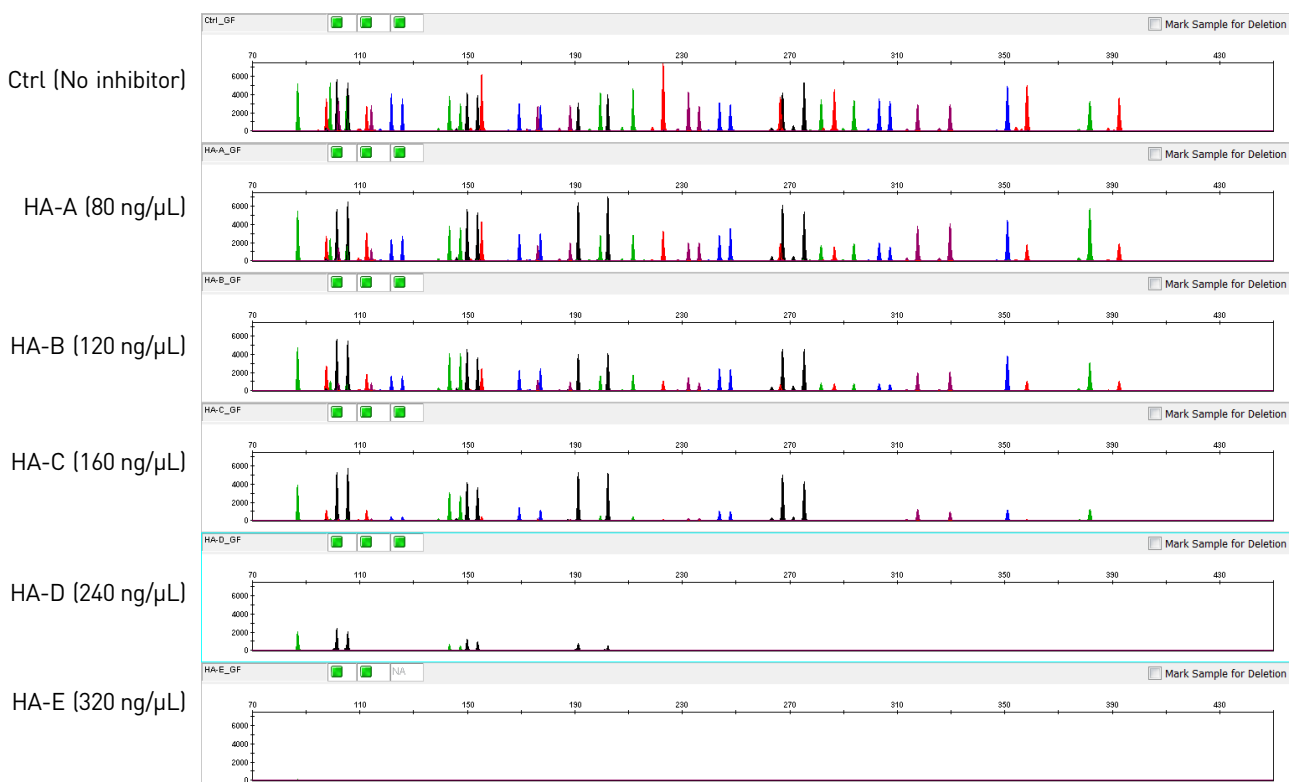 Ctrl_GF Mark Sample for Deletion
Ctrl (No inhibitor)
70 110 150 190 230 270 310 350 390 430
6000
4000
2000
0
HA-A_GF Mark Sample for Deletion
HA-A (80 ng/µL)
70 110 150 190 230 270 310 350 390 430
6000
4000
2000
0
HA-B_GF Mark Sample for Deletion
HA-B (120 ng/µL)
70 110 150 190 230 270 310 350 390 430
6000
4000
2000
0
HA-C_GF Mark Sample for Deletion
HA-C (160 ng/µL)
70 110 150 190 230 270 310 350 390 430
6000
4000
2000
0
HA-D_GF Mark Sample for Deletion
HA-D (240 ng/µL)
70 110 150 190 230 270 310 350 390 430
6000
4000
2000
0
HA-E_GF NA Mark Sample for Deletion
HA-E (320 ng/µL)
70 110 150 190 230 270 310 350 390 430
6000
4000
2000
0